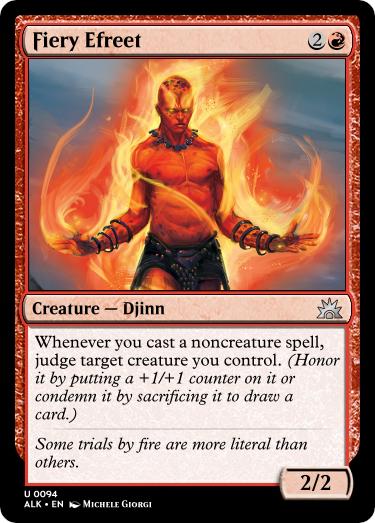 Fiery Efreet 2
Creature — Djinn
Whenever you cast a noncreature spell,
judge target creature you control. (Honor
it by putting a +1/+1 counter on it or
condemn it by sacrificing it to draw a
card.)
Some trials by fire are more literal than
others.
2/2
U 0094
ALK • EN Michele Giorgi